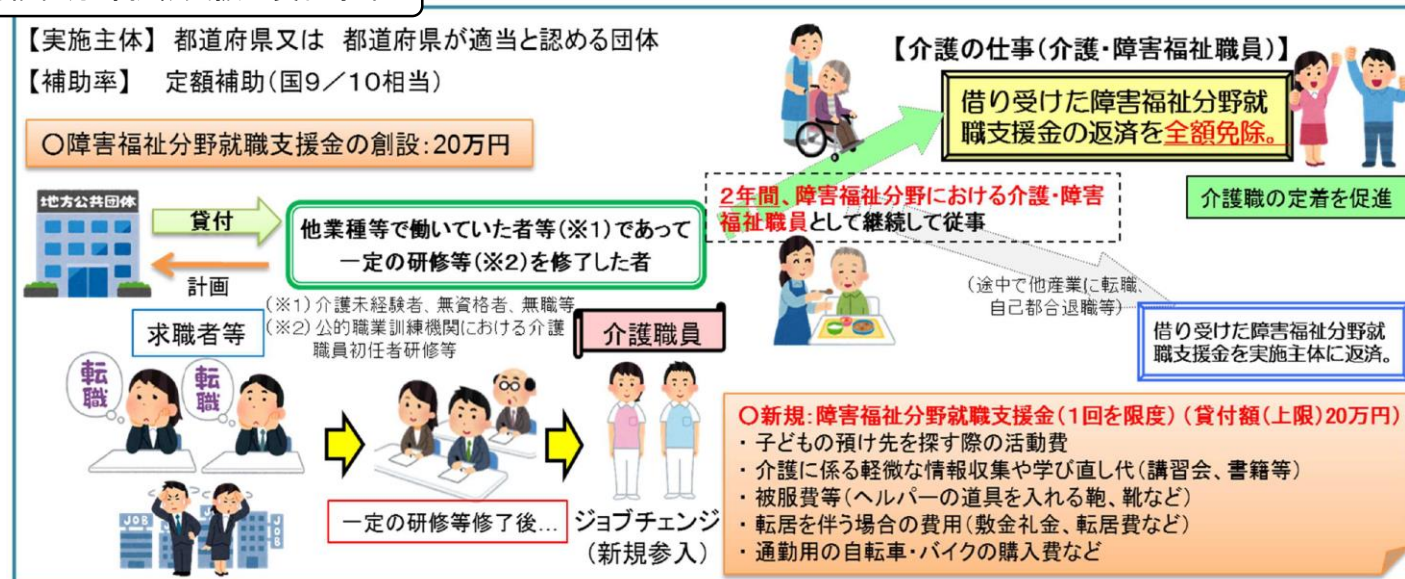 【実施主体】 都道府県又は 都道府県が適当と認める団体
【補助率】 定額補助(国9/10相当)
〇障害福祉分野就職支援金の創設:20万円
地方公共団体
貸付
計画
他業種等で働いていた者等(※1)であって
一定の研修等(※2)を修了した者
(※1)介護未経験者、無資格者、無職等
(※2)公的職業訓練機関における介護
職員初任者研修等
求職者等
転職
転職
JOB
JOB
JOB
一定の研修等修了後…
介護職員
ジョブチェンジ
(新規参入)
【介護の仕事(介護・障害福祉職員)】
借り受けた障害福祉分野就
職支援金の返済を全額免除。
2年間、障害福祉分野における介護・障害
福祉職員として継続して従事
介護職の定着を促進
(途中で他産業に転職、
自己都合退職等)
借り受けた障害福祉分野就
職支援金を実施主体に返済。
〇新規:障害福祉分野就職支援金(1回を限度)(貸付額(上限)20万円)
・子どもの預け先を探す際の活動費
・介護に係る軽微な情報収集や学び直し代(講習会、書籍等)
・被服費等(ヘルパーの道具を入れる鞄、靴など)
・転居を伴う場合の費用(敷金礼金、転居費など)
・通勤用の自転車・バイクの購入費など